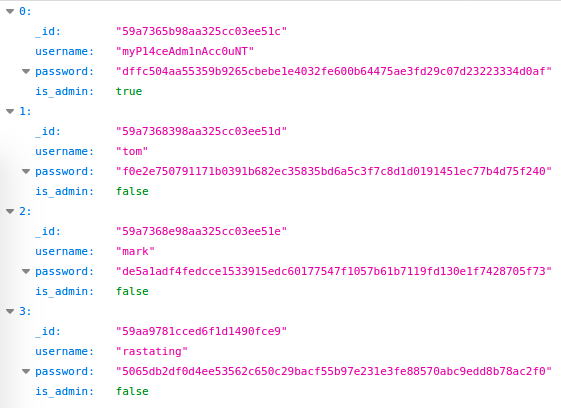 0:
_id: "59a7365b98aa325cc03ee51c"
username: "myP14ceAdm1nAcc0uNT"
password: "dffc504aa55359b9265cbebe1e4032fe600b64475ae3fd29c07d23223334d0af"
is_admin: true
1:
_id: "59a7368398aa325cc03ee51d"
username: "tom"
password: "f0e2e750791171b0391b682ec35835bd6a5c3f7c8d1d0191451ec77b4d75f240"
is_admin: false
2:
_id: "59a7368e98aa325cc03ee51e"
username: "mark"
password: "de5a1adf4fedcce1533915edc60177547f1057b61b7119fd130e1f7428705f73"
is_admin: false
3:
_id: "59aa9781cced6f1d1490fce9"
username: "rastating"
password: "5065db2df0d4ee53562c650c29bacf55b97e231e3fe88570abc9edd8b78ac2f0"
is_admin: false